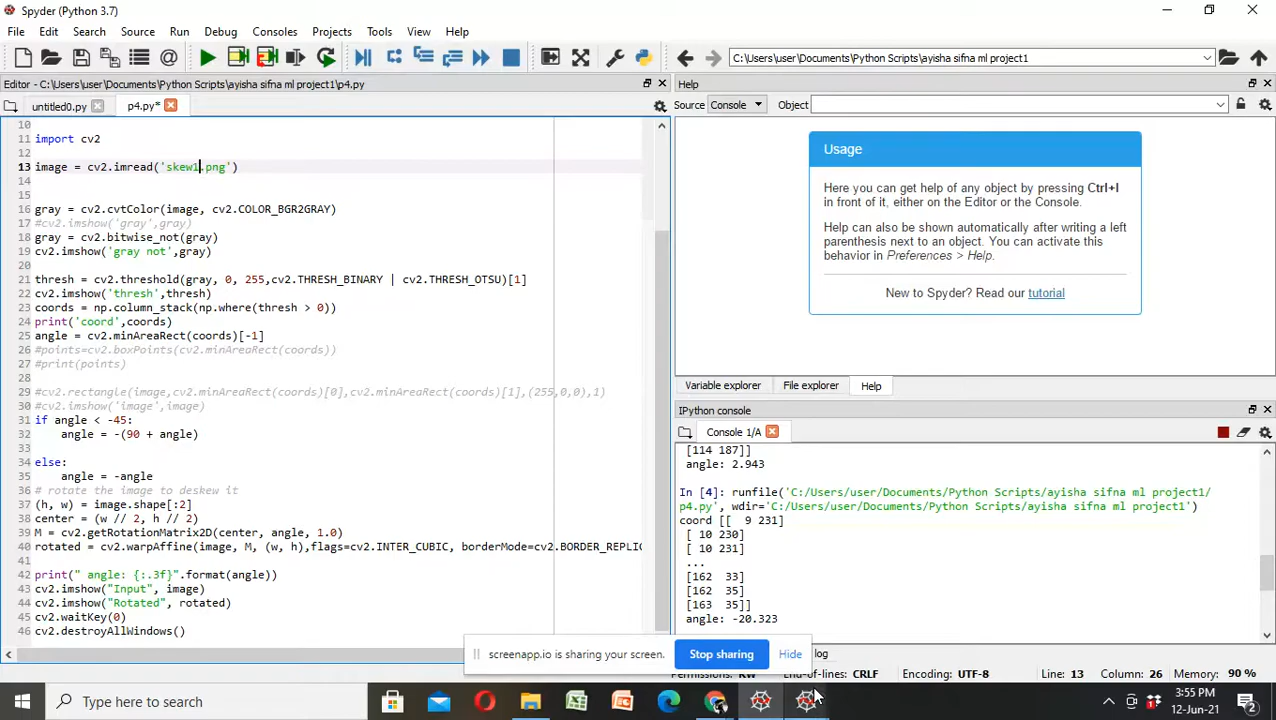 Spyder (Python 3.7)
File Edit Search Source Run Debug Consoles Projects Tools View Help
C:\Users\user\Documents\Python Scripts\ayisha sifna ml project1
Editor - C:\Users\user\Documents\Python Scripts\ayisha sifna ml project1\p4.py
untitled0.py p4.py*
10
11 import cv2
12
13 image = cv2.imread('skew1.png')
14
15
16 gray = cv2.cvtColor(image, cv2.COLOR_BGR2GRAY)
17 #cv2.imshow('gray',gray)
18 gray = cv2.bitwise_not(gray)
19 cv2.imshow('gray not',gray)
20
21 thresh = cv2.threshold(gray, 0, 255,cv2.THRESH_BINARY | cv2.THRESH_OTSU)[1]
22 cv2.imshow('thresh',thresh)
23 coords = np.column_stack(np.where(thresh > 0))
24 print('coord',coords)
25 angle = cv2.minAreaRect(coords)[-1]
26 #points=cv2.boxPoints(cv2.minAreaRect(coords))
27 #print(points)
28
29 #cv2.rectangle(image,cv2.minAreaRect(coords)[0],cv2.minAreaRect(coords)[1],(255,0,0),1)
30 #cv2.imshow('image',image)
31 if angle < -45:
32 angle = -(90 + angle)
33
34 else:
35 angle = -angle
36 # rotate the image to deskew it
37 (h, w) = image.shape[:2]
38 center = (w // 2, h // 2)
39 M = cv2.getRotationMatrix2D(center, angle, 1.0)
40 rotated = cv2.warpAffine(image, M, (w, h),flags=cv2.INTER_CUBIC, borderMode=cv2.BORDER_REPLIC
41
42 print(" angle: {:.3f}".format(angle))
43 cv2.imshow("Input", image)
44 cv2.imshow("Rotated", rotated)
45 cv2.waitKey(0)
46 cv2.destroyAllWindows()
Help
Source Console Object
Usage
Here you can get help of any object by pressing Ctrl+I
in front of it, either on the Editor or the Console.
Help can also be shown automatically after writing a left
parenthesis next to an object. You can activate this
behavior in Preferences > Help.
New to Spyder? Read our tutorial
Variable explorer File explorer Help
IPython console
Console 1/A
[114 187]]
angle: 2.943
In [4]: runfile('C:/Users/user/Documents/Python Scripts/ayisha sifna ml project1/
p4.py', wdir='C:/Users/user/Documents/Python Scripts/ayisha sifna ml project1')
coord [[ 9 231]
[ 10 230]
[ 10 231]
...
[162 33]
[162 35]
[163 35]]
angle: -20.323
screenapp.io is sharing your screen. Stop sharing Hide
log
End-of-lines: CRLF Encoding: UTF-8 Line: 13 Column: 26 Memory: 90 %
Type here to search
3:55 PM
12-Jun-21
2